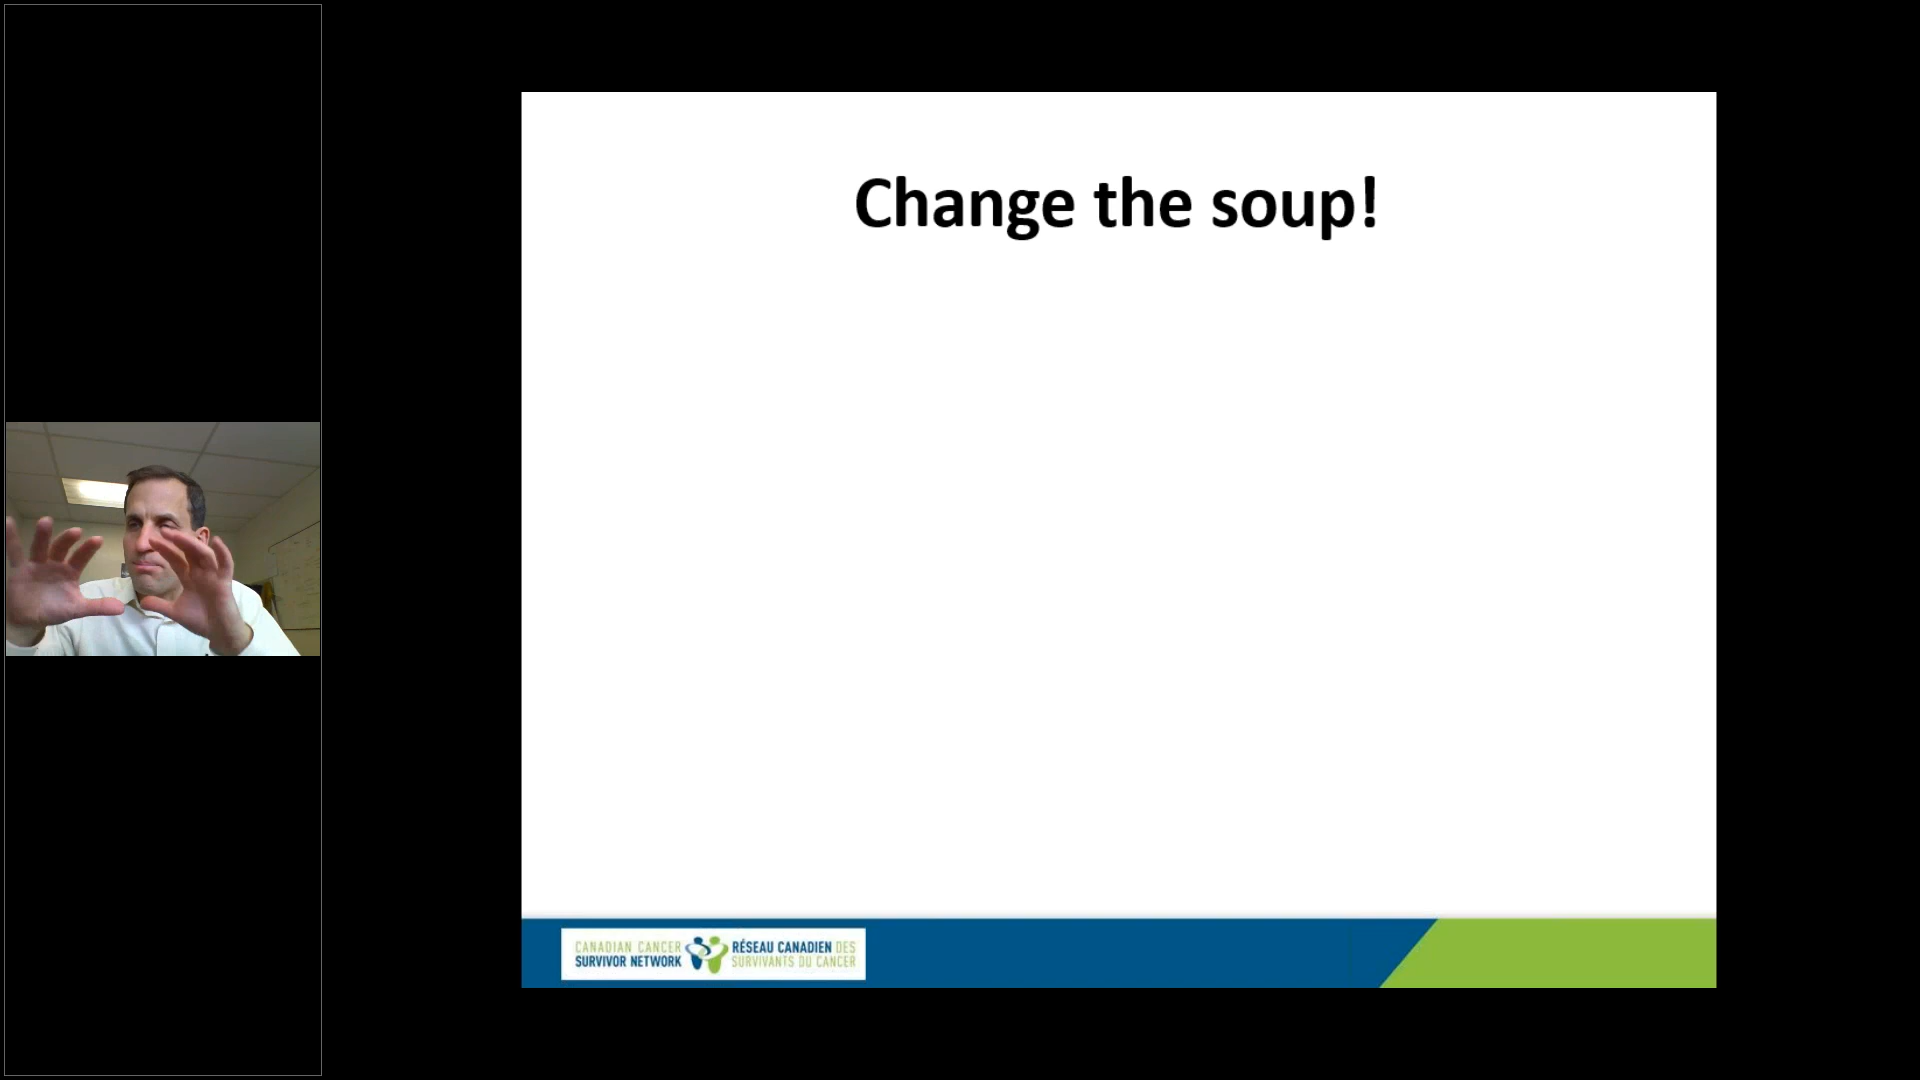 Change the soup!
CANADIAN CANCER
SURVIVOR NETWORK
RÉSEAU CANADIEN DES
SURVIVANTS DU CANCER